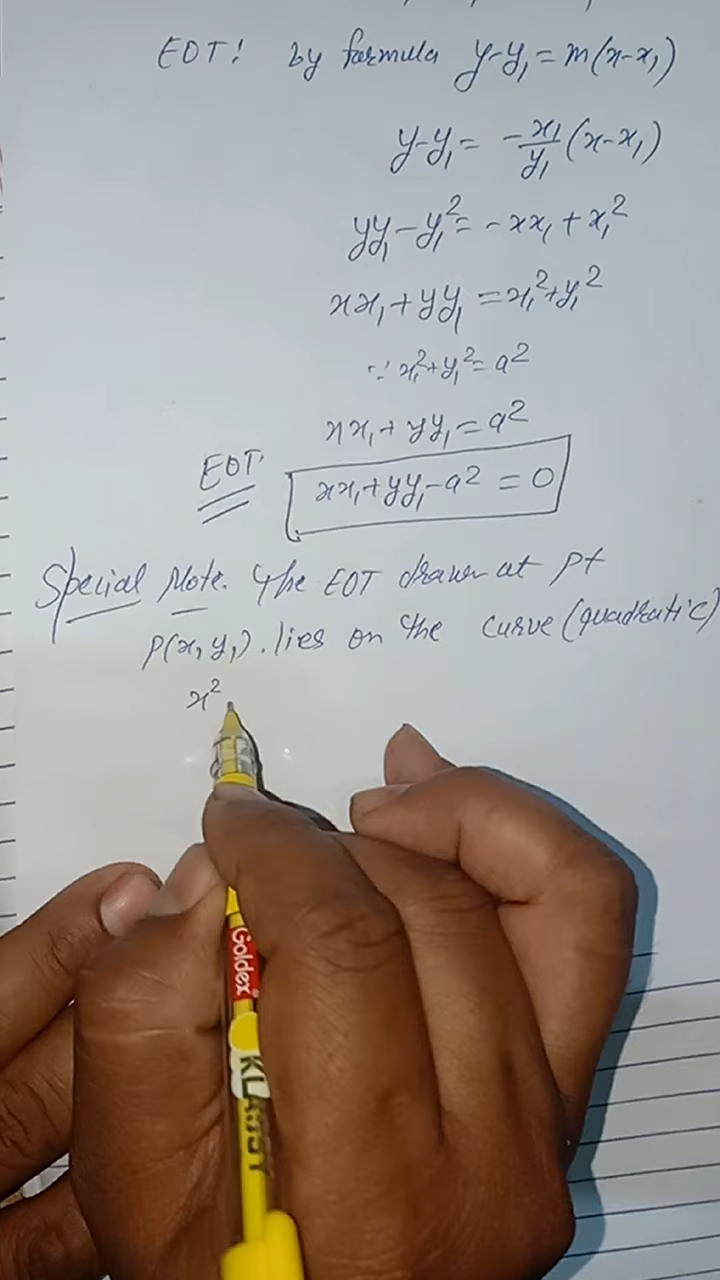 EOT! by formula y-y₁ = m(x-x₁)
y-y₁ = -x₁/y₁ (x-x₁)
yy₁-y₁² = -xx₁+x₁²
xx₁+yy₁ = x₁²+y₁²
∵ x₁²+y₁² = a²
xx₁+yy₁ = a²
EOT
xx₁+yy₁-a² = 0
Special Note. The EOT drawn at pt
P(x₁ y₁). lies on the curve (quadratic)
x²
Goldex
KLASSY